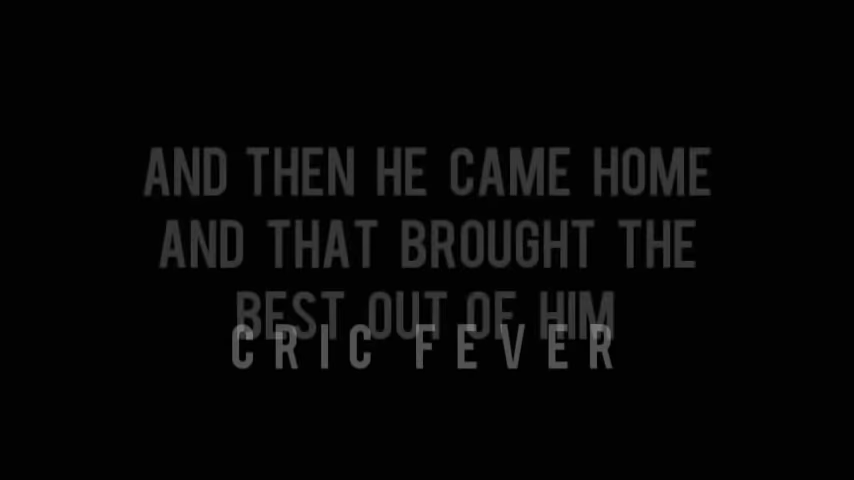 AND THEN HE CAME HOME
AND THAT BROUGHT THE
BEST OUT OF HIM
CRIC FEVER